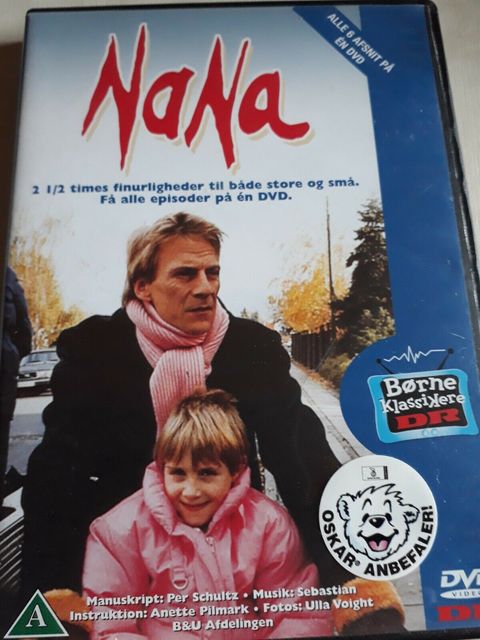 ALLE 6 AFSNIT PÅ
ÉN DVD
NaNa
2 1/2 times finurligheder til både store og små.
Få alle episoder på én DVD.
Børne
Klassikere
DR
OSKAR ANBEFALER!
Manuskript: Per Schultz • Musik: Sebastian
Instruktion: Anette Pilmark • Fotos: Ulla Voight
B&U Afdelingen
A
DVD
VIDEO
DR